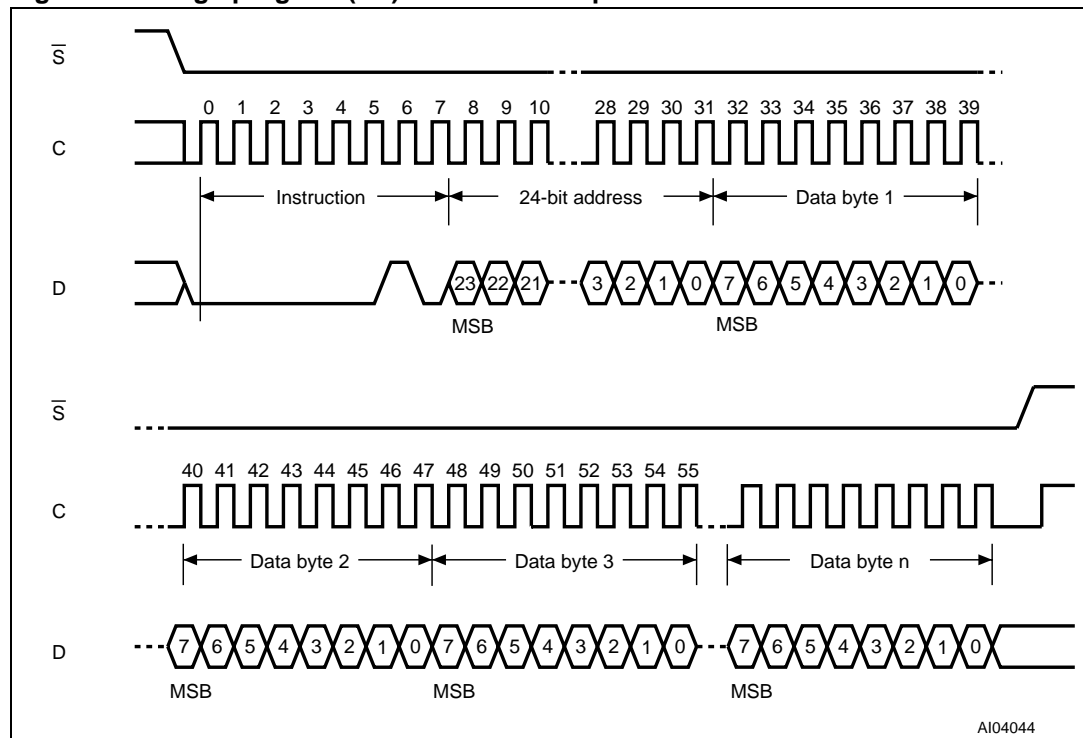 S
0 1 2 3 4 5 6 7 8 9 10 28 29 30 31 32 33 34 35 36 37 38 39
C
Instruction 24-bit address Data byte 1
D 23 22 21 3 2 1 0 7 6 5 4 3 2 1 0
MSB MSB
S
40 41 42 43 44 45 46 47 48 49 50 51 52 53 54 55
C
Data byte 2 Data byte 3 Data byte n
D 7 6 5 4 3 2 1 0 7 6 5 4 3 2 1 0 7 6 5 4 3 2 1 0
MSB MSB MSB
AI04044